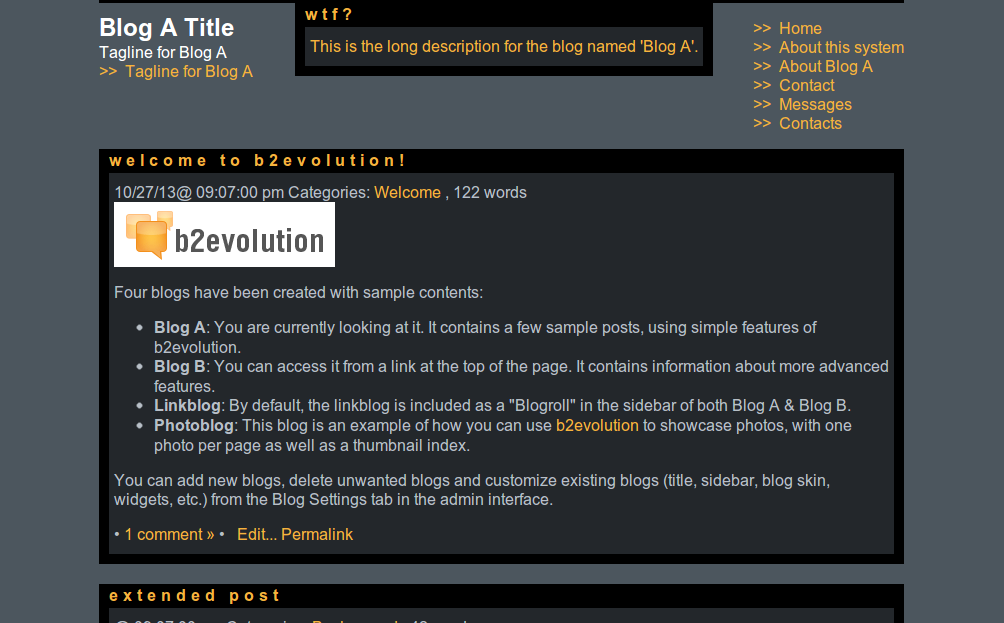 Blog A Title
Tagline for Blog A
>> Tagline for Blog A
wtf?
This is the long description for the blog named 'Blog A'.
>> Home
>> About this system
>> About Blog A
>> Contact
>> Messages
>> Contacts
welcome to b2evolution!
10/27/13@ 09:07:00 pm Categories: Welcome , 122 words
b2evolution
Four blogs have been created with sample contents:
• Blog A: You are currently looking at it. It contains a few sample posts, using simple features of
b2evolution.
• Blog B: You can access it from a link at the top of the page. It contains information about more advanced
features.
• Linkblog: By default, the linkblog is included as a "Blogroll" in the sidebar of both Blog A & Blog B.
• Photoblog: This blog is an example of how you can use b2evolution to showcase photos, with one
photo per page as well as a thumbnail index.
You can add new blogs, delete unwanted blogs and customize existing blogs (title, sidebar, blog skin,
widgets, etc.) from the Blog Settings tab in the admin interface.
• 1 comment » • Edit... Permalink
extended post